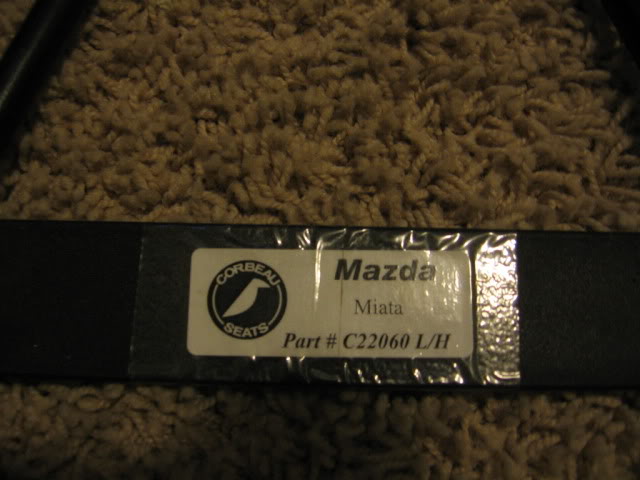 CORBEAU
SEATS
Mazda
Miata
Part # C22060 L/H